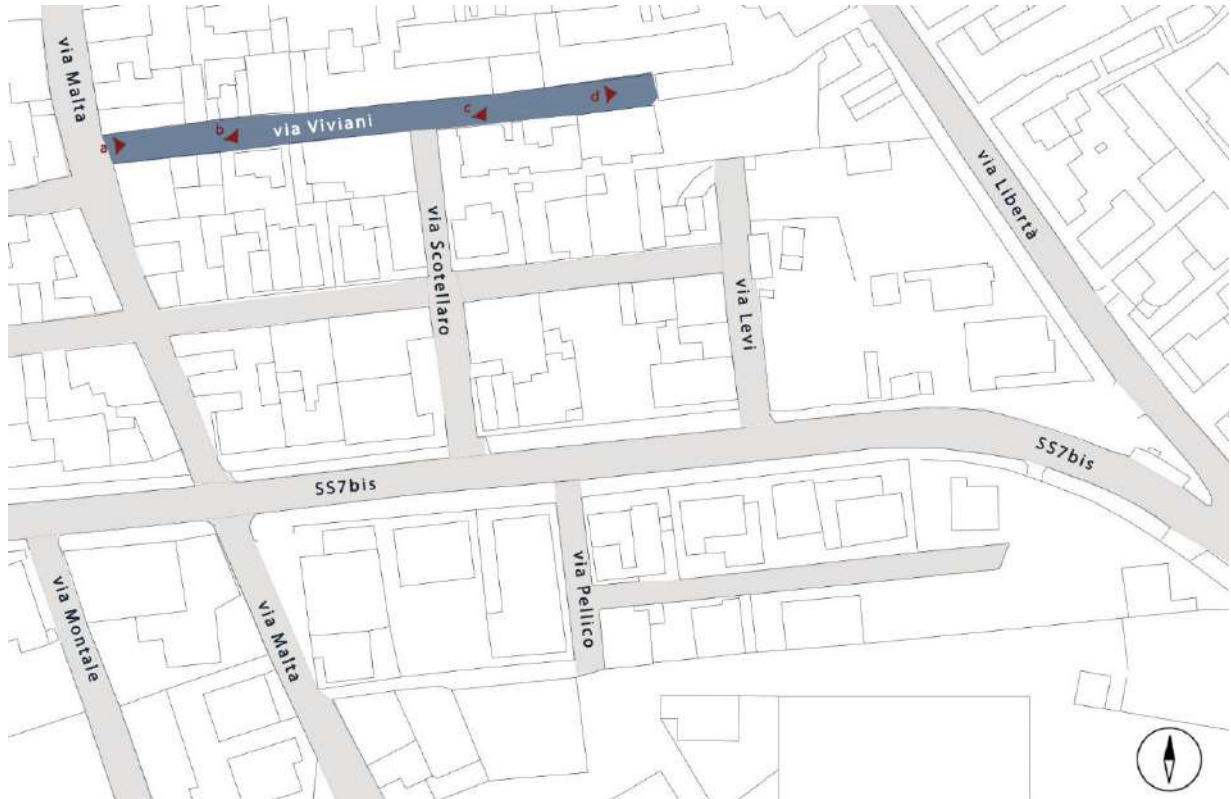 via Malta
a
b
via Viviani
c
d
via Libertà
via Scotellaro
via Levi
SS7bis
SS7bis
via Montale
via Malta
via Pellico